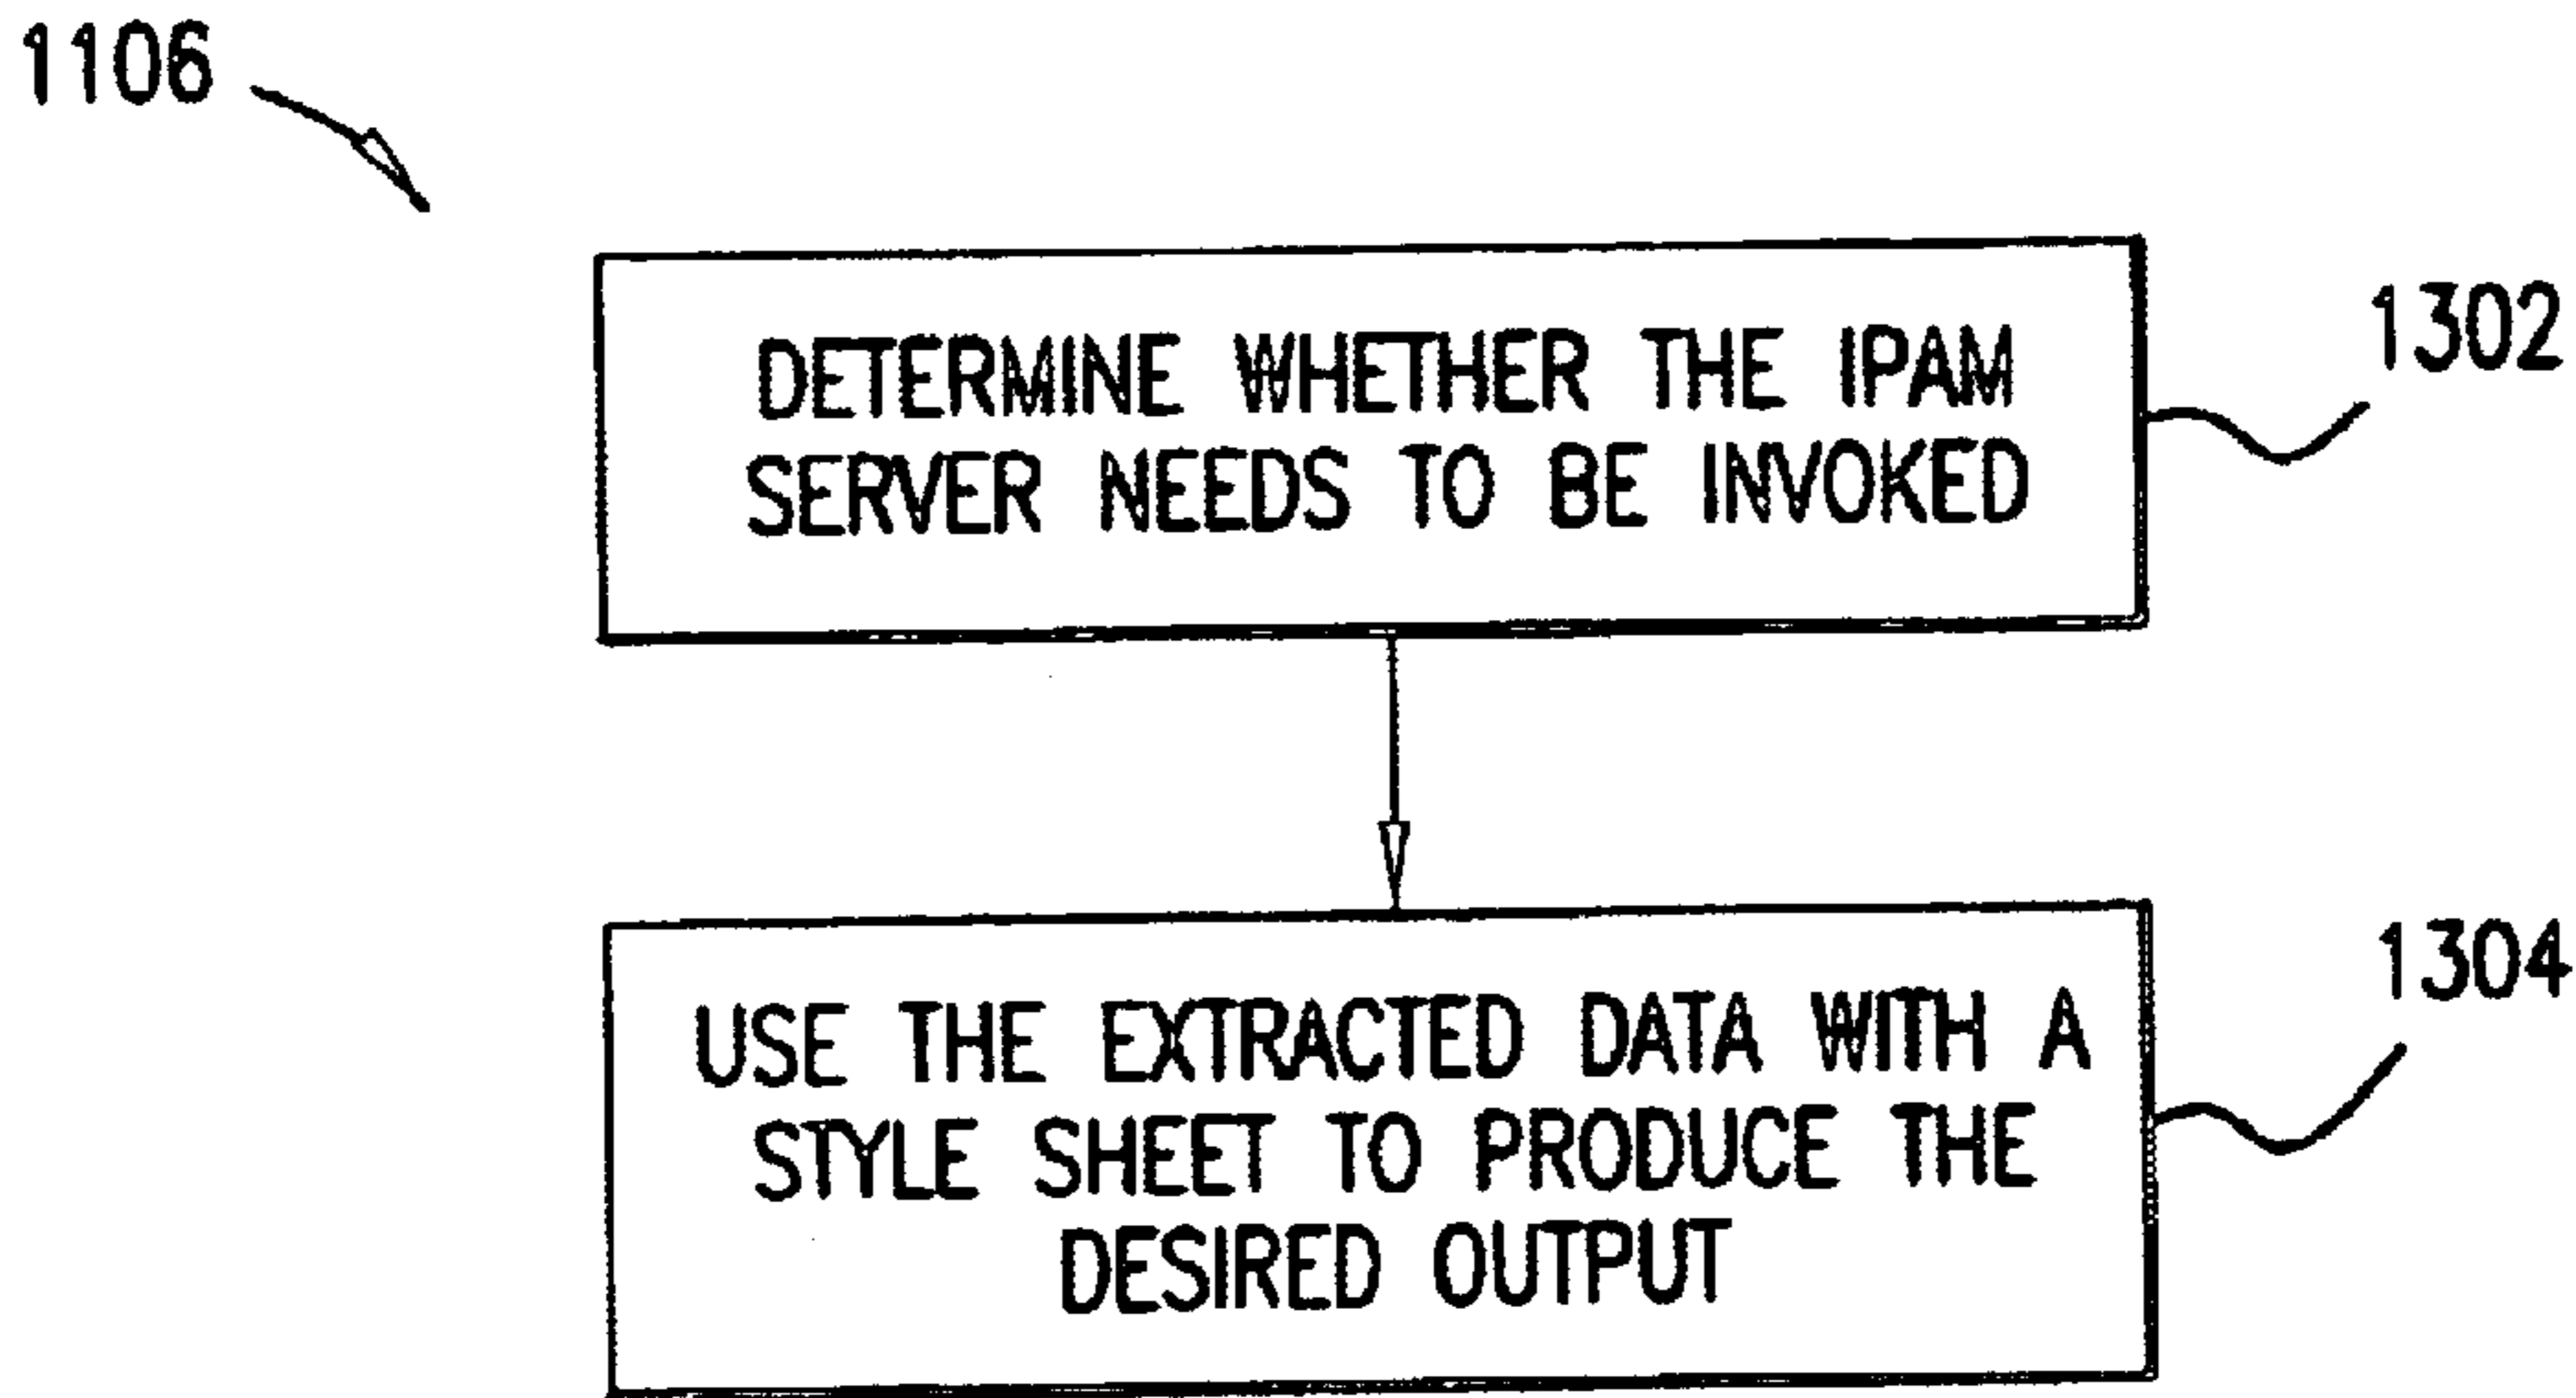 1106
DETERMINE WHETHER THE IPAM
SERVER NEEDS TO BE INVOKED
1302
USE THE EXTRACTED DATA WITH A
STYLE SHEET TO PRODUCE THE
DESIRED OUTPUT
1304